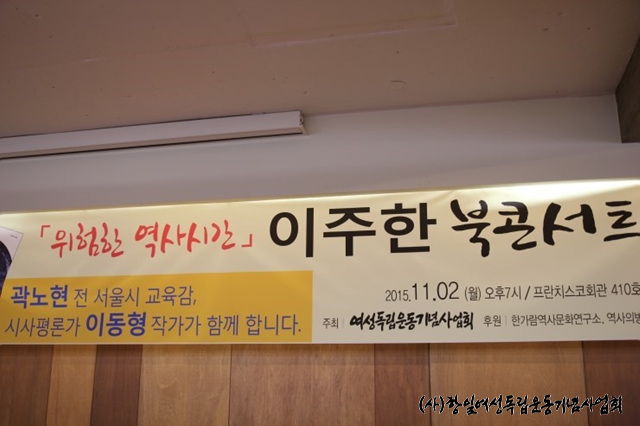 「위험한 역사시간」 이주한 북콘서트
곽노현 전 서울시 교육감,
시사평론가 이동형 작가가 함께 합니다.
2015.11.02 (월) 오후7시 / 프란치스코회관 410호
주최 | 여성독립운동기념사업회 후원 | 한가람역사문화연구소, 역사의병
(사)항일여성독립운동기념사업회